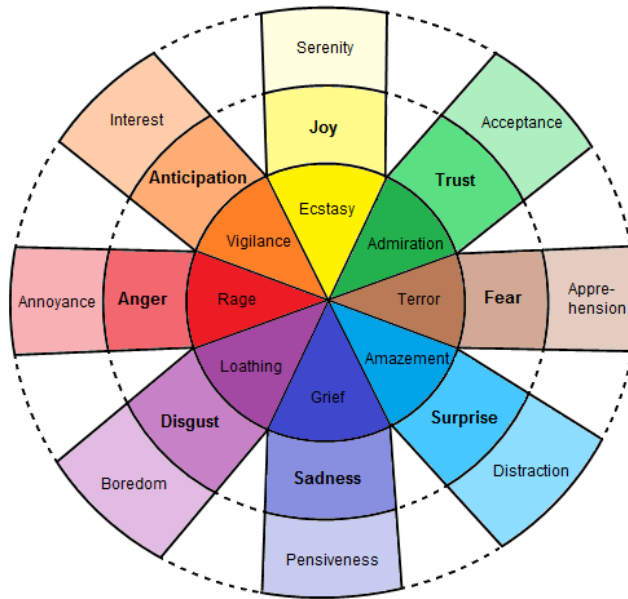 Serenity
Interest
Acceptance
Joy
Anticipation
Trust
Ecstasy
Vigilance
Admiration
Annoyance
Anger
Rage
Terror
Fear
Appre-
hension
Loathing
Amazement
Grief
Disgust
Surprise
Boredom
Sadness
Distraction
Pensiveness